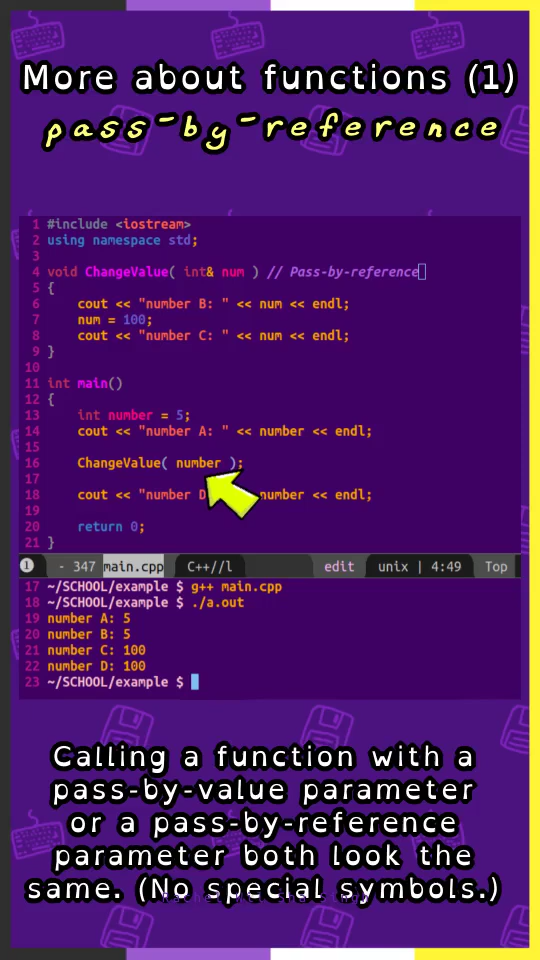 More about functions (1)
pass-by-reference
1 #include <iostream>
2 using namespace std;
3
4 void ChangeValue( int& num ) // Pass-by-reference
5 {
6 cout << "number B: " << num << endl;
7 num = 100;
8 cout << "number C: " << num << endl;
9 }
10
11 int main()
12 {
13 int number = 5;
14 cout << "number A: " << number << endl;
15
16 ChangeValue( number );
17
18 cout << "number D number << endl;
19
20 return 0;
21 }
1 - 347 main.cpp C++//l edit unix | 4:49 Top
17 ~/SCHOOL/example $ g++ main.cpp
18 ~/SCHOOL/example $ ./a.out
19 number A: 5
20 number B: 5
21 number C: 100
22 number D: 100
23 ~/SCHOOL/example $
Calling a function with a
pass-by-value parameter
or a pass-by-reference
parameter both look the
same. (No special symbols.)